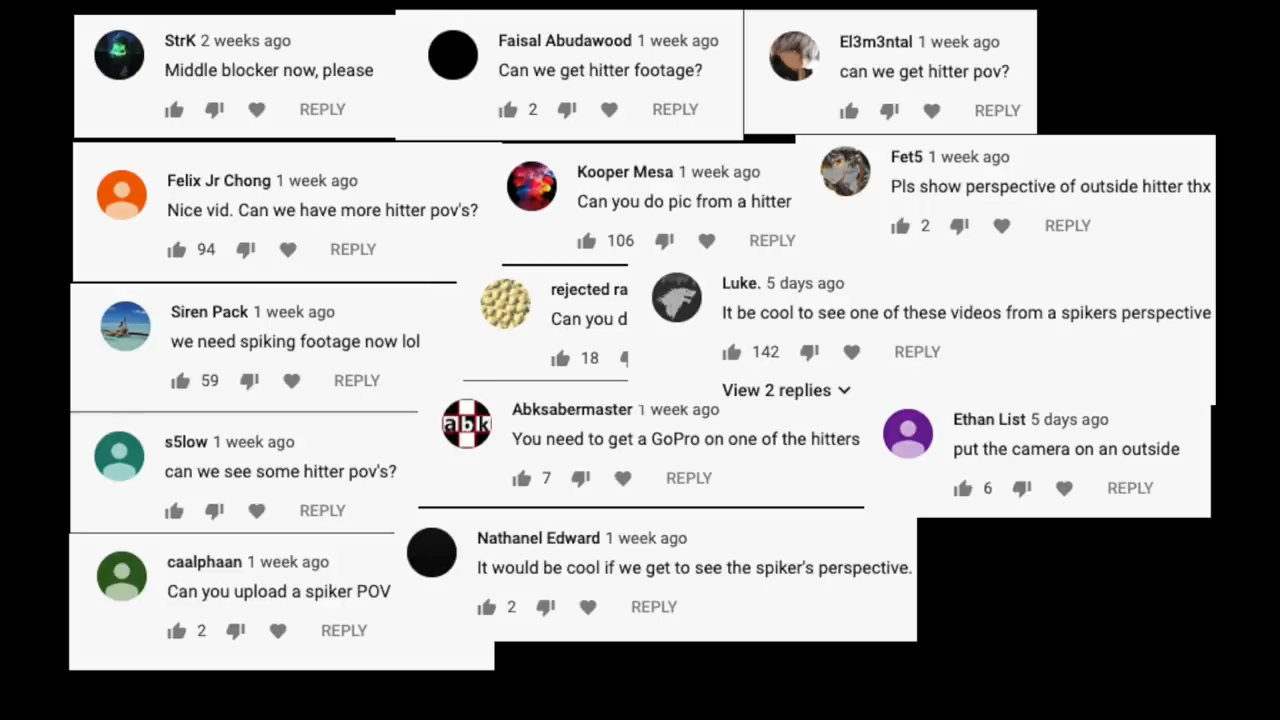 StrK 2 weeks ago
Middle blocker now, please
REPLY
Faisal Abudawood 1 week ago
Can we get hitter footage?
2 REPLY
El3m3ntal 1 week ago
can we get hitter pov?
REPLY
Felix Jr Chong 1 week ago
Nice vid. Can we have more hitter pov's?
94 REPLY
Kooper Mesa 1 week ago
Can you do pic from a hitter
106 REPLY
Fet5 1 week ago
Pls show perspective of outside hitter thx
2 REPLY
Siren Pack 1 week ago
we need spiking footage now lol
59 REPLY
rejected ra
Can you d
18
Luke. 5 days ago
It be cool to see one of these videos from a spikers perspective
142 REPLY
View 2 replies
s5low 1 week ago
can we see some hitter pov's?
REPLY
Abksabermaster 1 week ago
abk
You need to get a GoPro on one of the hitters
7 REPLY
Ethan List 5 days ago
put the camera on an outside
6 REPLY
caalphaan 1 week ago
Can you upload a spiker POV
2 REPLY
Nathanel Edward 1 week ago
It would be cool if we get to see the spiker's perspective.
2 REPLY